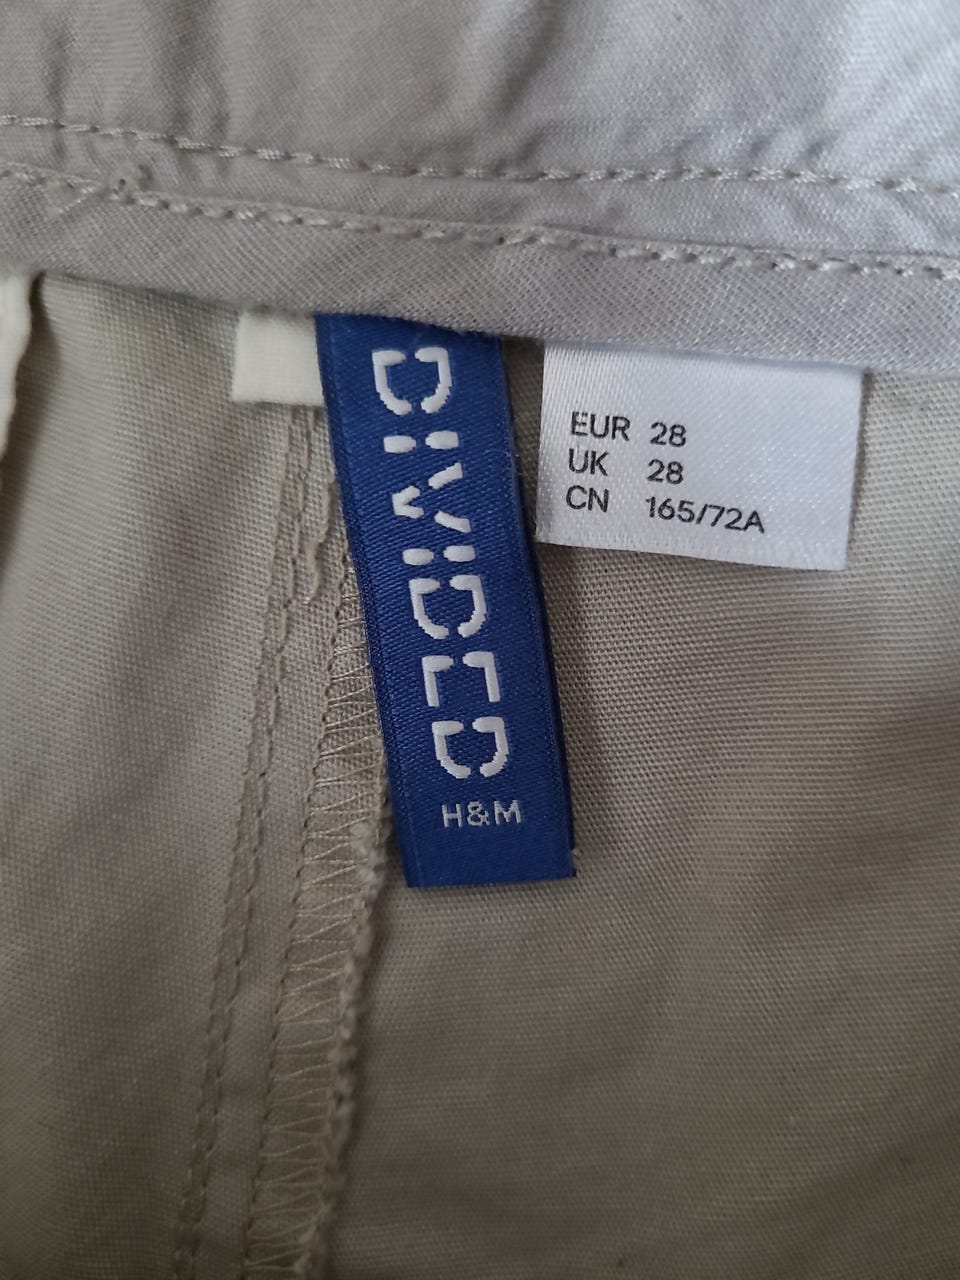 DIVIDED
H&M
EUR 28
UK 28
CN 165/72A